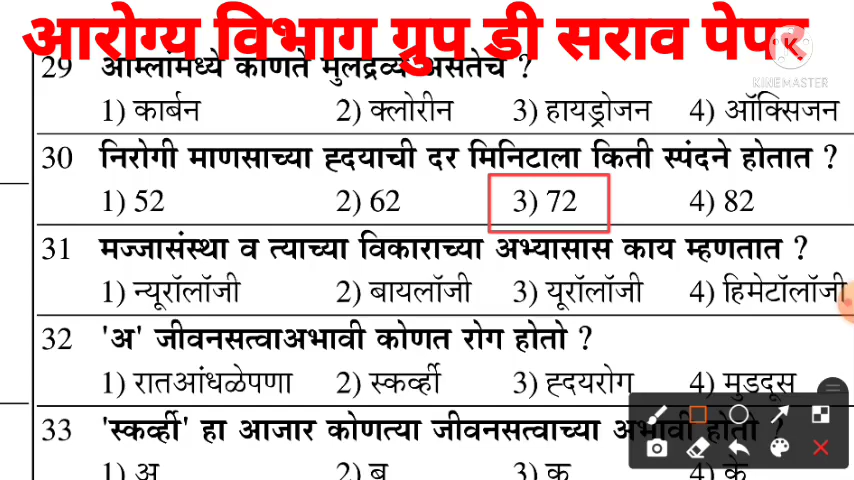 आरोग्य विभाग ग्रुप डी सराव पेपर
KINEMASTER
29 आम्लांमध्ये कोणते मुलद्रव्य असतेच ?
1) कार्बन 2) क्लोरीन 3) हायड्रोजन 4) ऑक्सिजन
30 निरोगी माणसाच्या ह्दयाची दर मिनिटाला किती स्पंदने होतात ?
1) 52 2) 62 3) 72 4) 82
31 मज्जासंस्था व त्याच्या विकाराच्या अभ्यासास काय म्हणतात ?
1) न्यूरॉलॉजी 2) बायलॉजी 3) यूरॉलॉजी 4) हिमेटॉलॉजी
32 'अ' जीवनसत्वाअभावी कोणत रोग होतो ?
1) रातआंधळेपणा 2) स्कर्व्ही 3) ह्दयरोग 4) मुडदूस
33 'स्कर्व्ही' हा आजार कोणत्या जीवनसत्वाच्या अभावी होतो ?
1) अ 2) ब 3) क 4) के